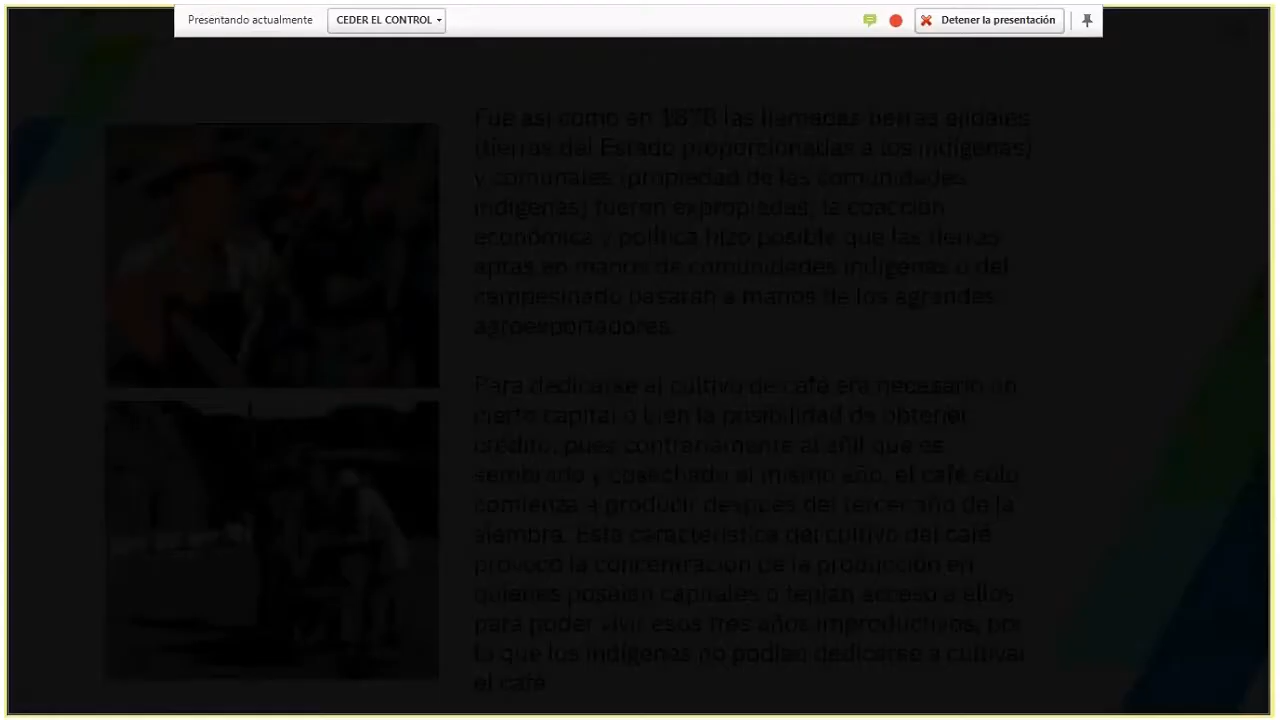 Presentando actualmente CEDER EL CONTROL Detener la presentación
Fue así como en 1878 las llamadas tierras ejidales
(tierras del Estado proporcionadas a los indígenas)
y comunales (propiedad de las comunidades
indígenas) fueron expropiadas, la coacción
económica y política hizo posible que las tierras
aptas en manos de comunidades indígenas o del
campesinado pasaran a manos de los agrandes
agroexportadores.
Para dedicarse al cultivo de café era necesario un
cierto capital o bien la posibilidad de obtener
crédito, pues contrariamente al añil que es
sembrado y cosechado el mismo año, el café sólo
comienza a producir después del tercer año de la
siembra. Esta característica del cultivo del café
provocó la concentración de la producción en
quienes poseían capitales o tenían acceso a ellos
para poder vivir esos tres años improductivos, por
lo que los indígenas no podían dedicarse a cultivar
el café